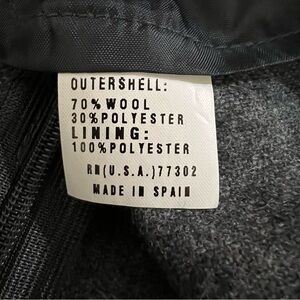 OUTERSHELL:
70% WOOL
30% POLYESTER
LINING:
100% POLYESTER
RN(U.S.A.)77302
MADE IN SPAIN